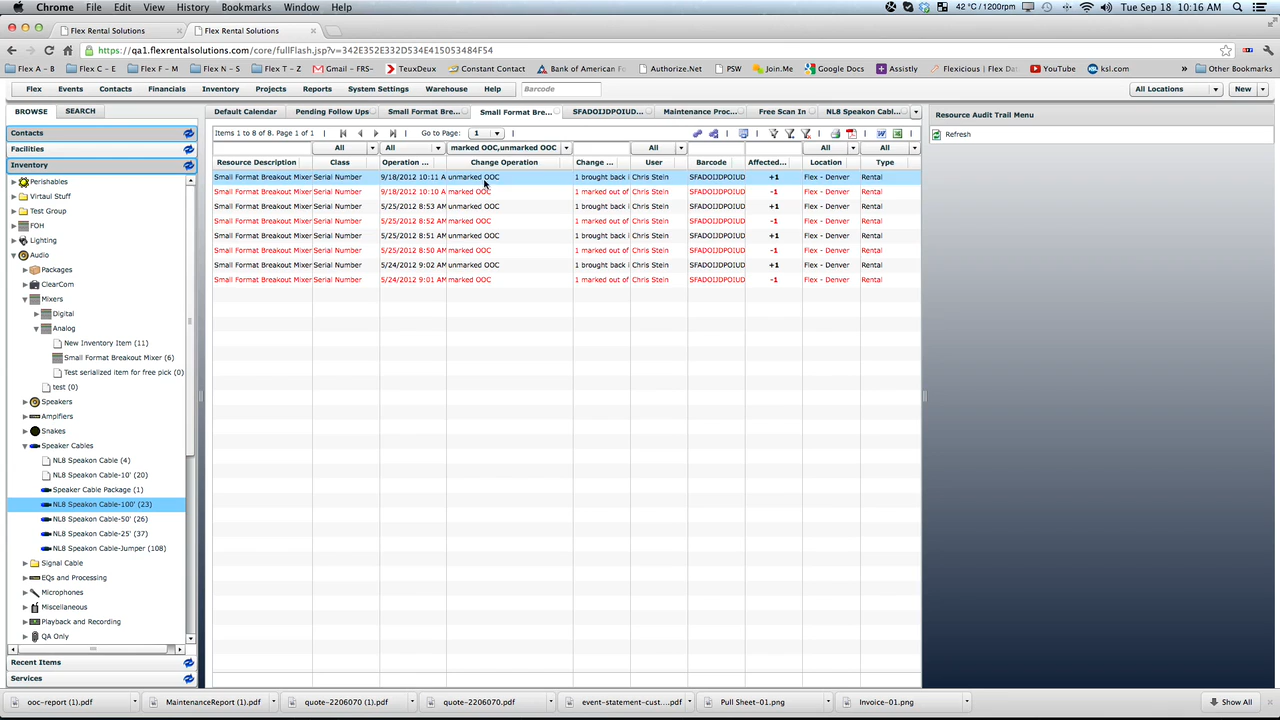 Chrome File Edit View History Bookmarks Window Help 42 °C / 1200rpm Tue Sep 18 10:16 AM
Flex Rental Solutions Flex Rental Solutions
https://qa1.flexrentalsolutions.com/core/fullFlash.jsp?v=342E352E332D534E415053484F54
Flex A – B Flex C – E Flex F – M Flex N – S Flex T – Z Gmail – FRS– TeuxDeux Constant Contact Bank of American F Authorize.Net PSW Join.Me Google Docs Assistly Flexicious / Flex Dat YouTube ksl.com » Other Bookmarks
Flex Events Contacts Financials Inventory Projects Reports System Settings Warehouse Help Barcode All Locations New
BROWSE SEARCH Default Calendar Pending Follow Ups Small Format Bre... Small Format Bre... SFADOIJDPOIUD... Maintenance Proc... Free Scan In NL8 Speakon Cabl... Resource Audit Trail Menu
Contacts Items 1 to 8 of 8. Page 1 of 1 Go to Page: 1 Refresh
Facilities All All marked OOC,unmarked OOC All All All
Inventory Resource Description Class Operation ... Change Operation Change ... User Barcode Affected... Location Type
Small Format Breakout Mixer Serial Number 9/18/2012 10:11 A unmarked OOC 1 brought back i Chris Stein SFADOIJDPOIUD +1 Flex - Denver Rental
Small Format Breakout Mixer Serial Number 9/18/2012 10:10 A marked OOC 1 marked out of Chris Stein SFADOIJDPOIUD -1 Flex - Denver Rental
Small Format Breakout Mixer Serial Number 5/25/2012 8:53 AM unmarked OOC 1 brought back i Chris Stein SFADOIJDPOIUD +1 Flex - Denver Rental
Small Format Breakout Mixer Serial Number 5/25/2012 8:52 AM marked OOC 1 marked out of Chris Stein SFADOIJDPOIUD -1 Flex - Denver Rental
Small Format Breakout Mixer Serial Number 5/25/2012 8:51 AM unmarked OOC 1 brought back i Chris Stein SFADOIJDPOIUD +1 Flex - Denver Rental
Small Format Breakout Mixer Serial Number 5/25/2012 8:50 AM marked OOC 1 marked out of Chris Stein SFADOIJDPOIUD -1 Flex - Denver Rental
Small Format Breakout Mixer Serial Number 5/24/2012 9:02 AM unmarked OOC 1 brought back i Chris Stein SFADOIJDPOIUD +1 Flex - Denver Rental
Small Format Breakout Mixer Serial Number 5/24/2012 9:01 AM marked OOC 1 marked out of Chris Stein SFADOIJDPOIUD -1 Flex - Denver Rental
Perishables
Virtaul Stuff
Test Group
FOH
Lighting
Audio
Packages
ClearCom
Mixers
Digital
Analog
New Inventory Item (11)
Small Format Breakout Mixer (6)
Test serialized item for free pick (0)
test (0)
Speakers
Amplfiers
Snakes
Speaker Cables
NL8 Speakon Cable (4)
NL8 Speakon Cable-10' (20)
Speaker Cable Package (1)
NL8 Speakon Cable-100' (23)
NL8 Speakon Cable-50' (26)
NL8 Speakon Cable-25' (37)
NL8 Speakon Cable-Jumper (108)
Signal Cable
EQs and Processing
Microphones
Miscellaneous
Playback and Recording
QA Only
Recent Items
Services
ooc-report (1).pdf MaintenanceReport (1).pdf quote-2206070 (1).pdf quote-2206070.pdf event-statement-cust....pdf Pull Sheet-01.png Invoice-01.png Show All